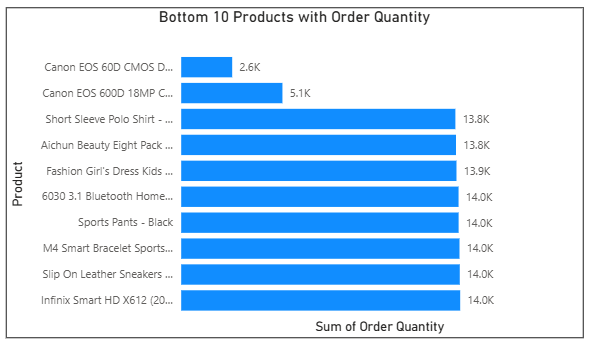 Bottom 10 Products with Order Quantity
Canon EOS 60D CMOS D... 2.6K
Canon EOS 600D 18MP C... 5.1K
Short Sleeve Polo Shirt - ... 13.8K
Aichun Beauty Eight Pack ... 13.8K
Fashion Girl's Dress Kids ... 13.9K
6030 3.1 Bluetooth Home... 14.0K
Sports Pants - Black 14.0K
M4 Smart Bracelet Sports... 14.0K
Slip On Leather Sneakers ... 14.0K
Infinix Smart HD X612 (20... 14.0K
Product
Sum of Order Quantity